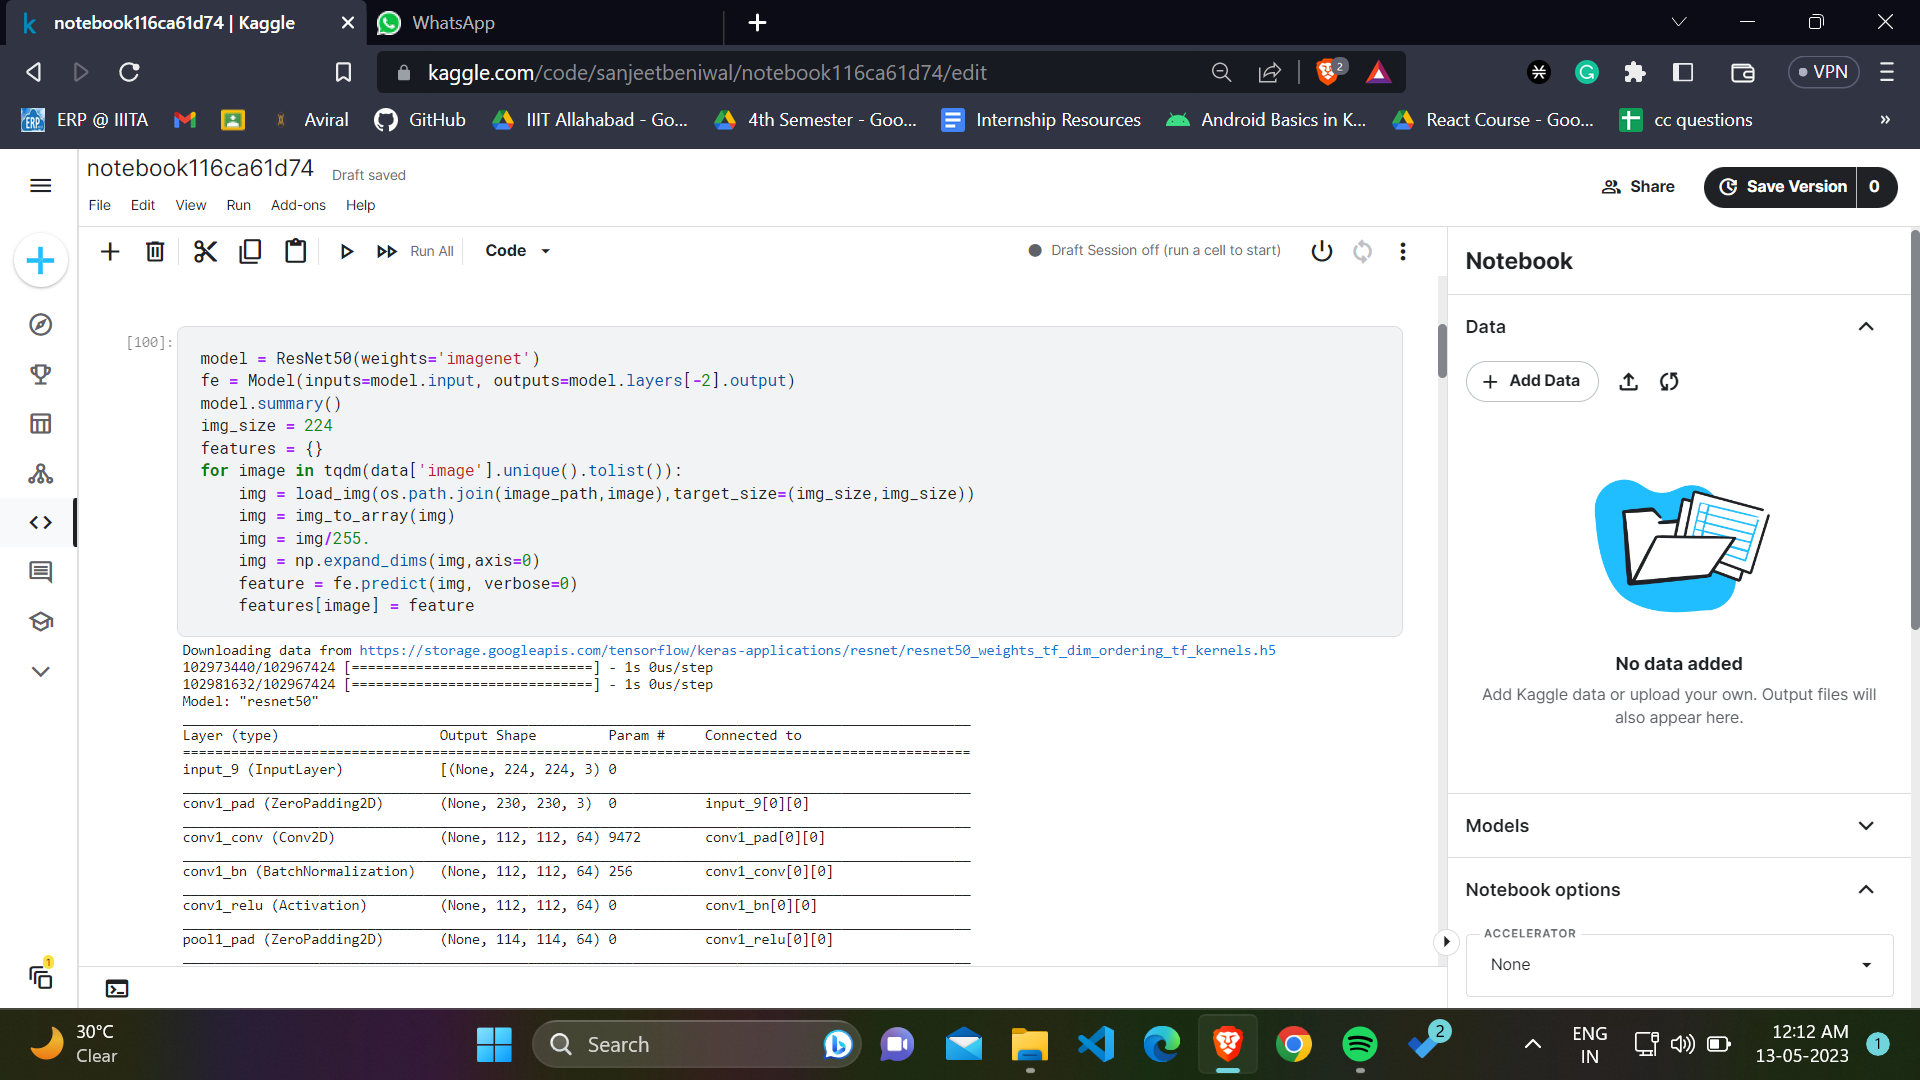 notebook116ca61d74 | Kaggle
WhatsApp
kaggle.com/code/sanjeetbeniwal/notebook116ca61d74/edit
2
VPN
ERP @ IIITA
Aviral
GitHub
IIIT Allahabad - Go...
4th Semester - Goo...
Internship Resources
Android Basics in K...
React Course - Goo...
cc questions
»
notebook116ca61d74
Draft saved
File Edit View Run Add-ons Help
Share
Save Version 0
Run All
Code
Draft Session off (run a cell to start)
[100]:
model = ResNet50(weights='imagenet')
fe = Model(inputs=model.input, outputs=model.layers[-2].output)
model.summary()
img_size = 224
features = {}
for image in tqdm(data['image'].unique().tolist()):
    img = load_img(os.path.join(image_path,image),target_size=(img_size,img_size))
    img = img_to_array(img)
    img = img/255.
    img = np.expand_dims(img,axis=0)
    feature = fe.predict(img, verbose=0)
    features[image] = feature
Downloading data from https://storage.googleapis.com/tensorflow/keras-applications/resnet/resnet50_weights_tf_dim_ordering_tf_kernels.h5
102973440/102967424 [==============================] - 1s 0us/step
102981632/102967424 [==============================] - 1s 0us/step
Model: "resnet50"
Layer (type) Output Shape Param # Connected to
input_9 (InputLayer) [(None, 224, 224, 3) 0
conv1_pad (ZeroPadding2D) (None, 230, 230, 3) 0 input_9[0][0]
conv1_conv (Conv2D) (None, 112, 112, 64) 9472 conv1_pad[0][0]
conv1_bn (BatchNormalization) (None, 112, 112, 64) 256 conv1_conv[0][0]
conv1_relu (Activation) (None, 112, 112, 64) 0 conv1_bn[0][0]
pool1_pad (ZeroPadding2D) (None, 114, 114, 64) 0 conv1_relu[0][0]
Notebook
Data
Add Data
No data added
Add Kaggle data or upload your own. Output files will
also appear here.
Models
Notebook options
ACCELERATOR
None
1
30°C
Clear
Search
2
ENG
IN
12:12 AM
13-05-2023
1